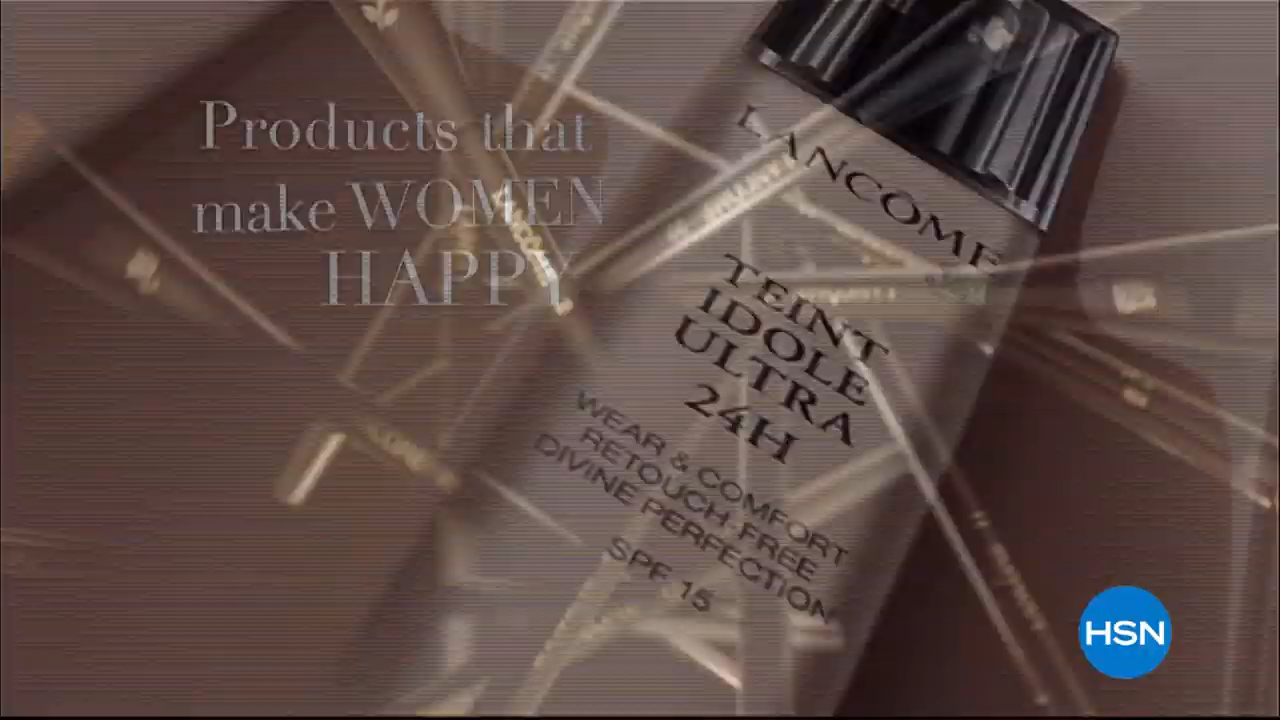 Products that
make WOMEN
HAPPY
LANCOME
TEINT
IDOLE
ULTRA
24H
WEAR & COMFORT
RETOUCH-FREE
DIVINE PERFECTION
SPF 15
HSN